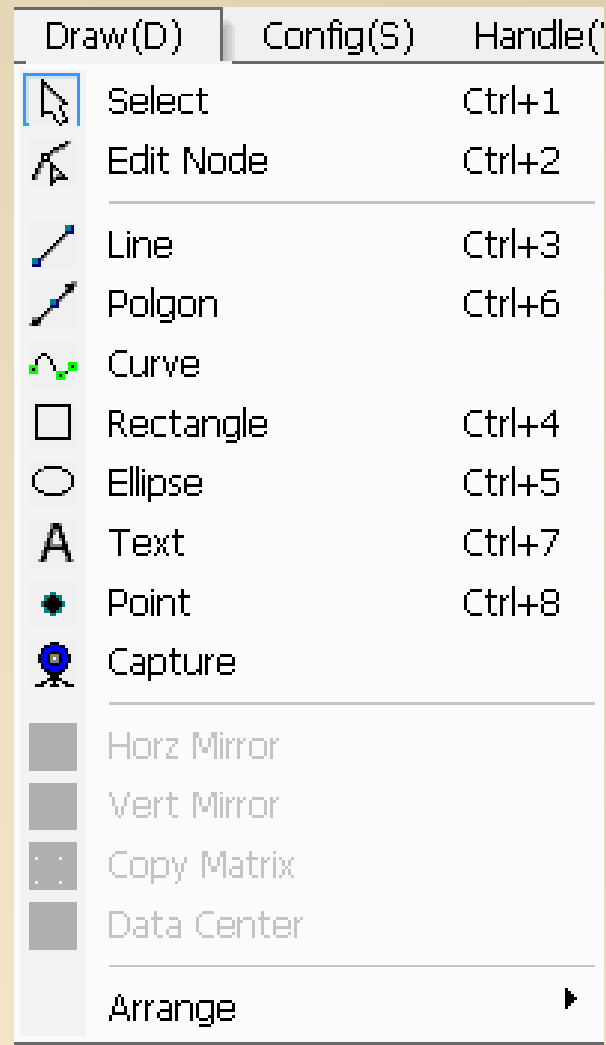 Draw(D) Config(S) Handle(
Select Ctrl+1
Edit Node Ctrl+2
Line Ctrl+3
Polgon Ctrl+6
Curve
Rectangle Ctrl+4
Ellipse Ctrl+5
Text Ctrl+7
Point Ctrl+8
Capture
Horz Mirror
Vert Mirror
Copy Matrix
Data Center
Arrange